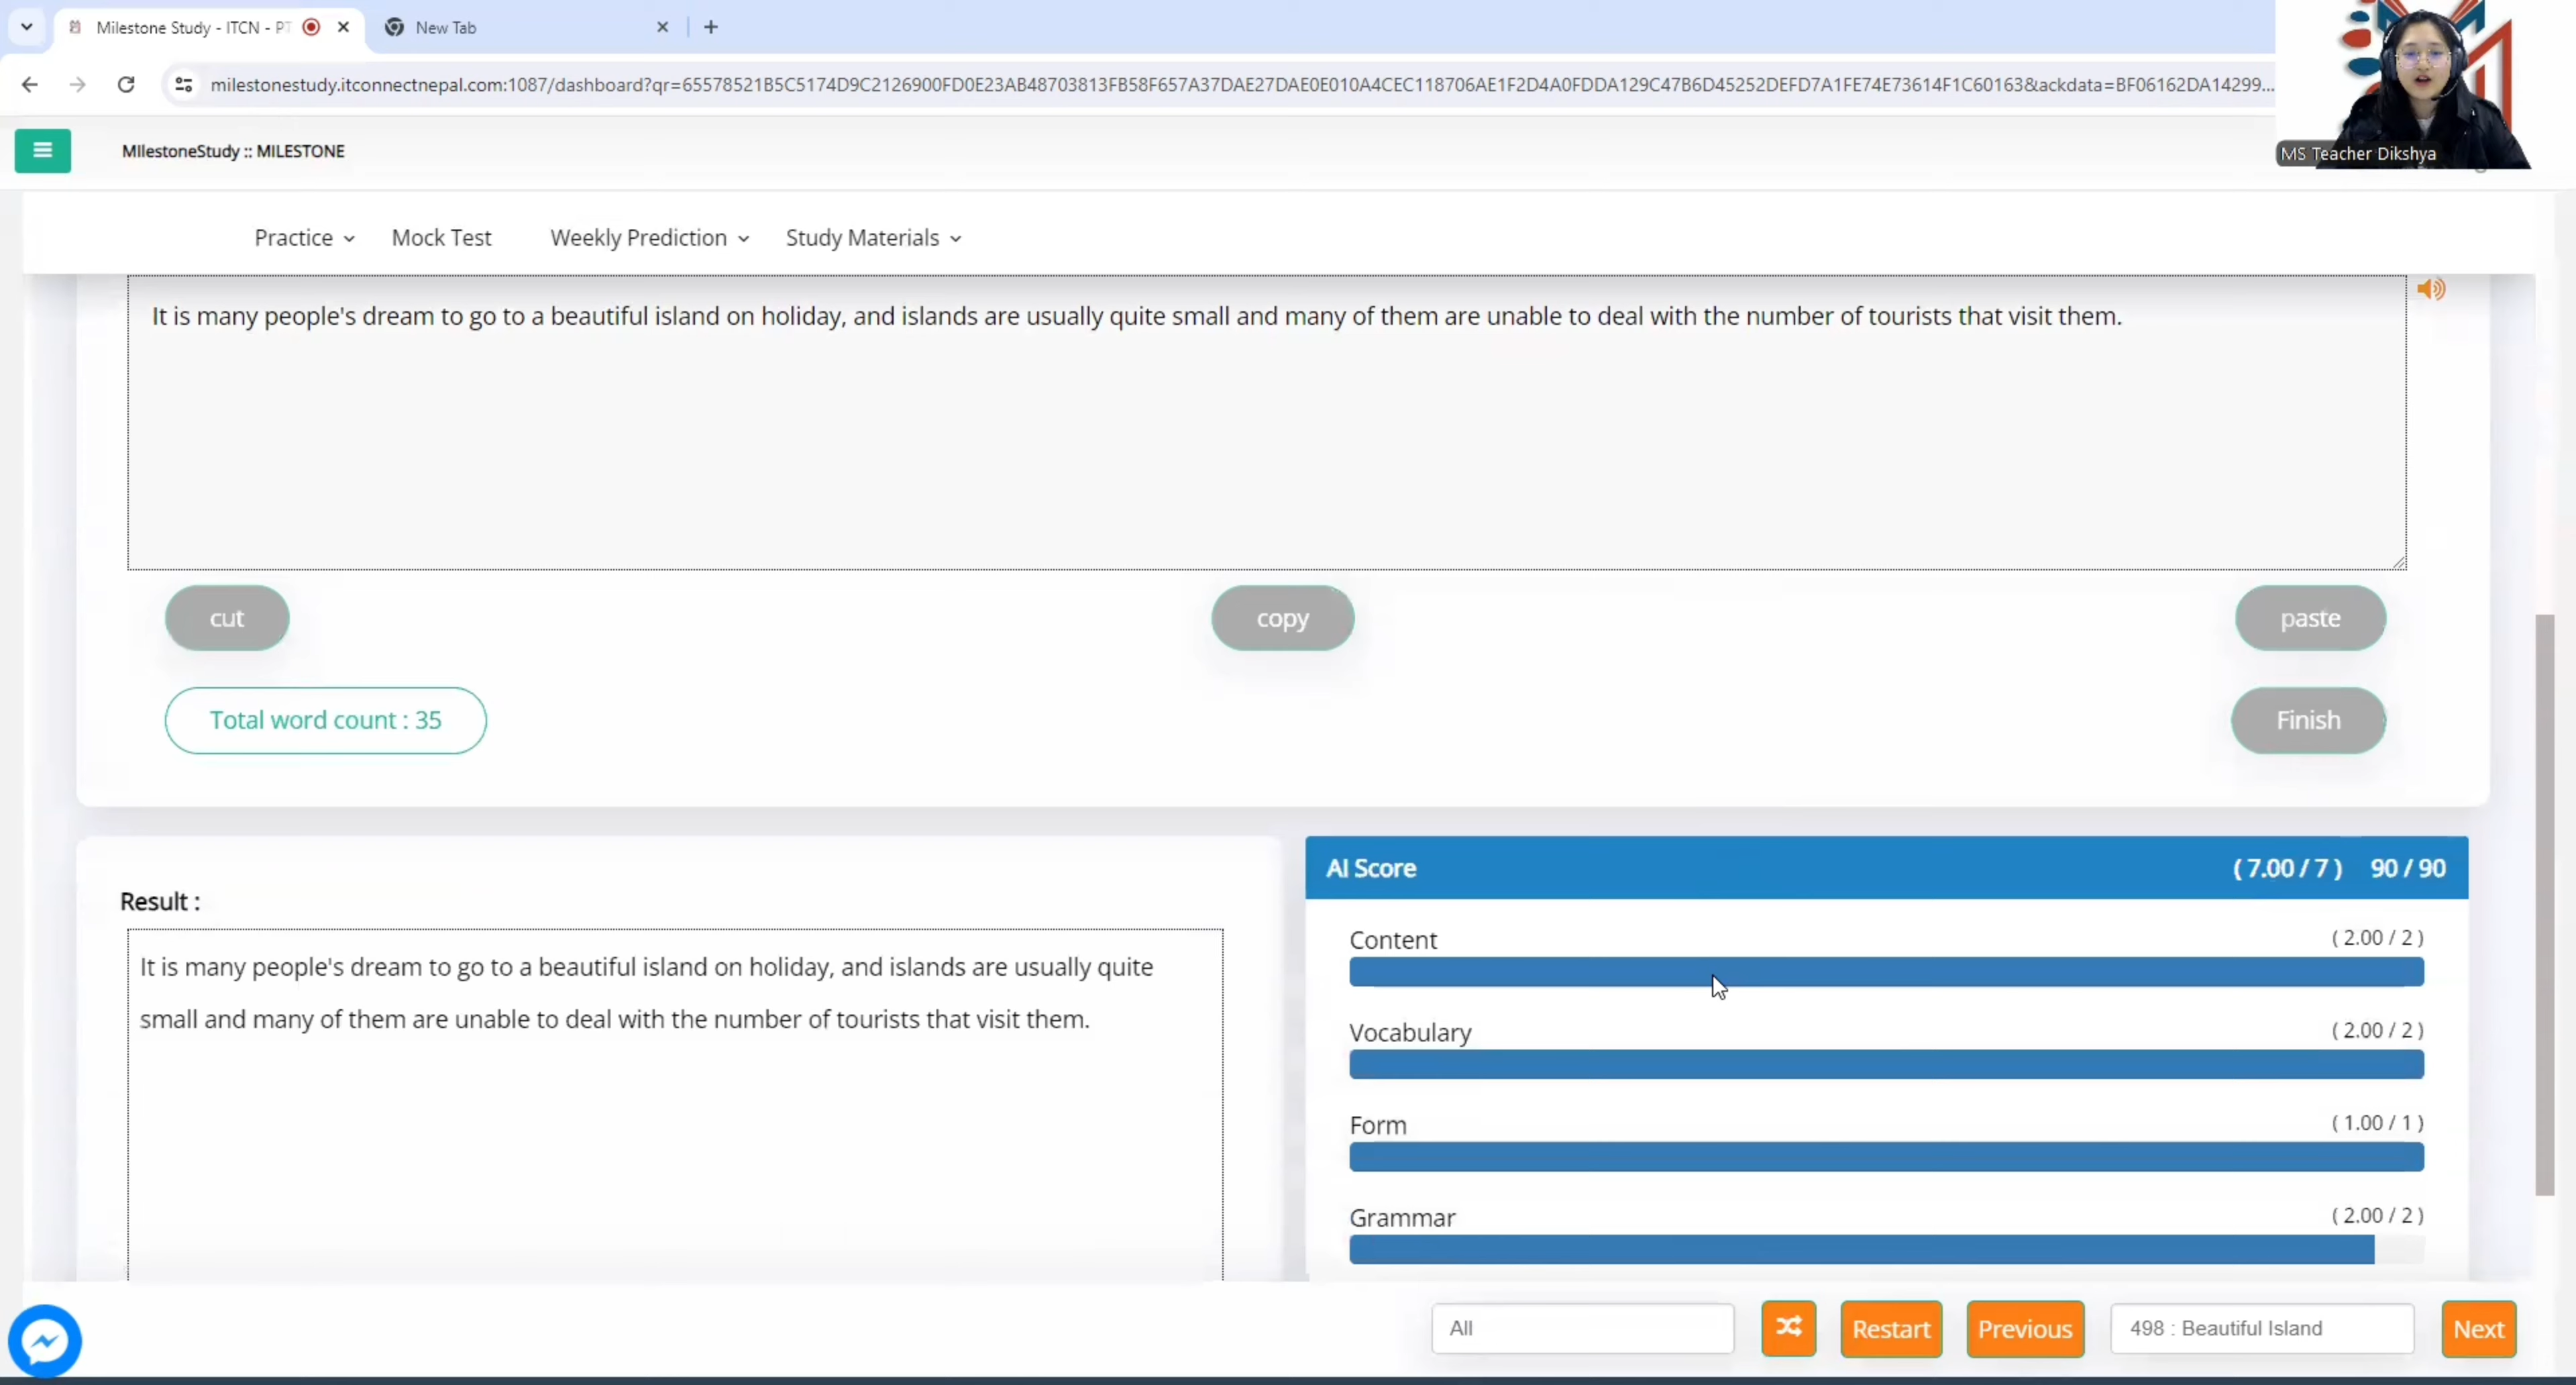 Milestone Study - ITCN - PT
New Tab
milestonestudy.itconnectnepal.com:1087/dashboard?qr=65578521B5C5174D9C2126900FD0E23AB48703813FB58F657A37DAE27DAE0E010A4CEC118706AE1F2D4A0FDDA129C47B6D45252DEFD7A1FE74E73614F1C60163&ackdata=BF06162DA14299...
MIlestoneStudy :: MILESTONE
MS Teacher Dikshya
Practice
Mock Test
Weekly Prediction
Study Materials
It is many people's dream to go to a beautiful island on holiday, and islands are usually quite small and many of them are unable to deal with the number of tourists that visit them.
cut
copy
paste
Total word count : 35
Finish
Result :
It is many people's dream to go to a beautiful island on holiday, and islands are usually quite
small and many of them are unable to deal with the number of tourists that visit them.
AI Score ( 7.00 / 7 ) 90 / 90
Content ( 2.00 / 2 )
Vocabulary ( 2.00 / 2 )
Form ( 1.00 / 1 )
Grammar ( 2.00 / 2 )
All
Restart
Previous
498 : Beautiful Island
Next